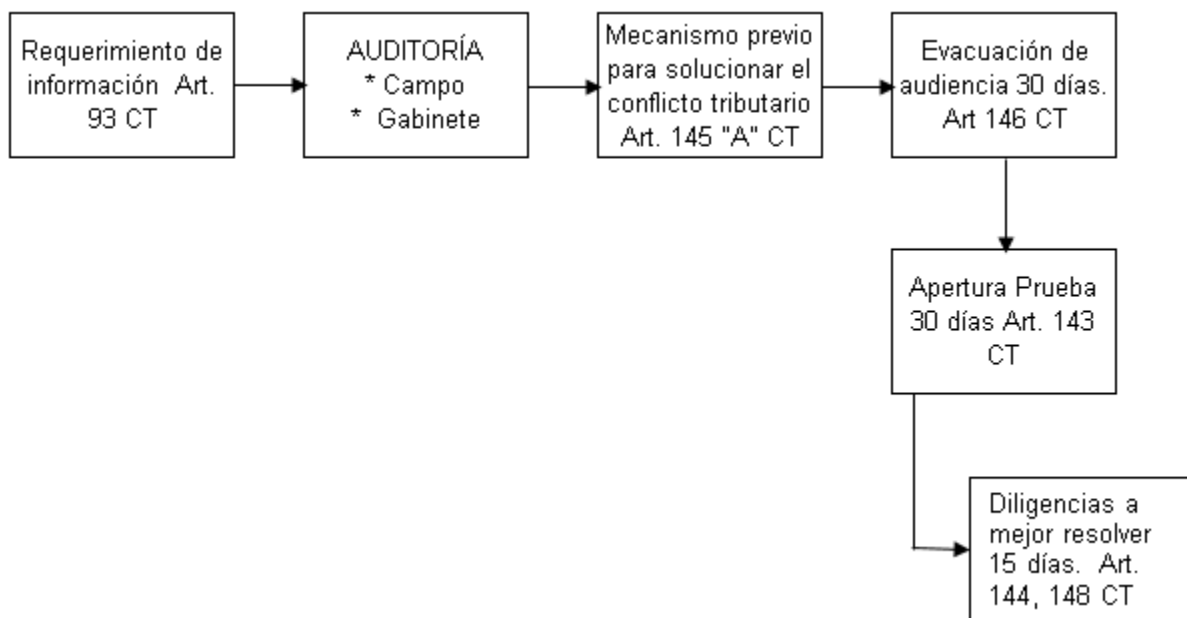 Requerimiento de
información  Art.
93 CT
AUDITORÍA
* Campo
*  Gabinete
Mecanismo previo
para solucionar el
conflicto tributario
Art. 145 "A" CT
Evacuación de
audiencia 30 días.
Art 146 CT
Apertura Prueba
30 días Art. 143
CT
Diligencias a
mejor resolver
15 días.  Art.
144, 148 CT